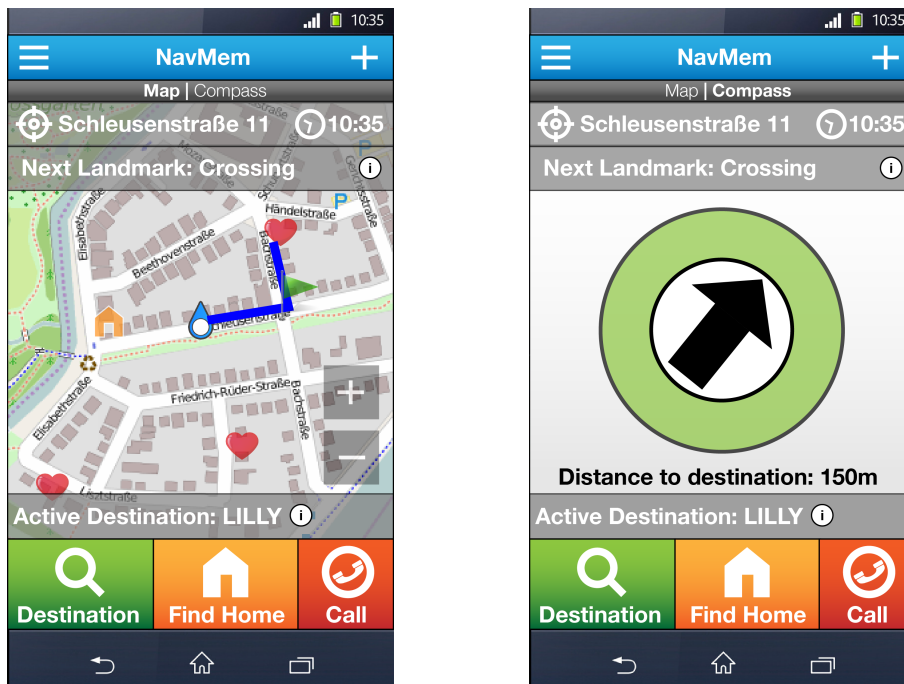 10:35
NavMem
Map | Compass
Schleusenstraße 11
10:35
Next Landmark: Crossing
i
P
Händelstraße
Elisabethstraße
Beethovenstraße
Bachstraße
Gerichtsstraße
Friedrich-Rüder-Straße
Bachstraße
Elisabethstraße
Lisztstraße
+
−
Active Destination: LILLY i
Destination
Find Home
Call
10:35
NavMem
Map | Compass
Schleusenstraße 11
10:35
Next Landmark: Crossing
i
Distance to destination: 150m
Active Destination: LILLY i
Destination
Find Home
Call